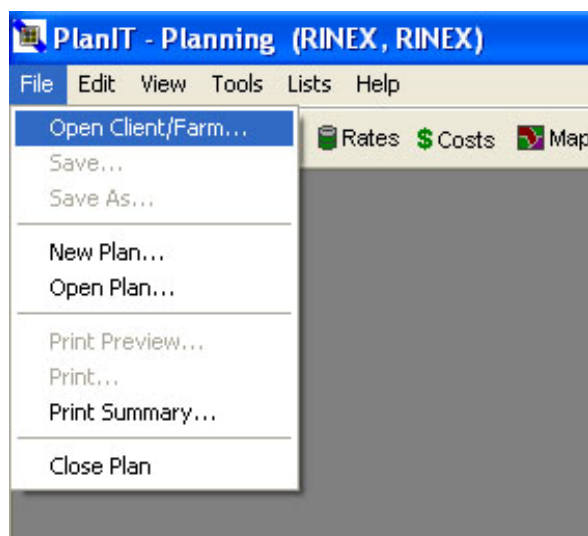 PlanIT - Planning (RINEX, RINEX)
File Edit View Tools Lists Help
Rates $ Costs Map
Open Client/Farm...
Save...
Save As...
New Plan...
Open Plan...
Print Preview...
Print...
Print Summary...
Close Plan